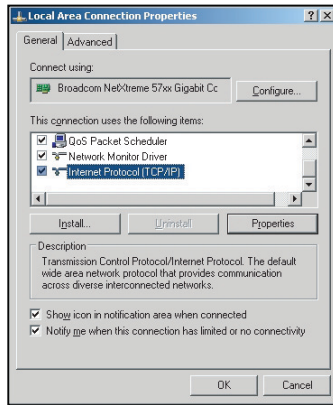 Local Area Connection Properties
General
Advanced
Connect using:
Broadcom NetXtreme 57xx Gigabit Cc
Configure...
This connection uses the following items:
QoS Packet Scheduler
Network Monitor Driver
Internet Protocol (TCP/IP)
Install...
Uninstall
Properties
Description
Transmission Control Protocol/Internet Protocol. The default
wide area network protocol that provides communication
across diverse interconnected networks.
Show icon in notification area when connected
Notify me when this connection has limited or no connectivity
OK
Cancel